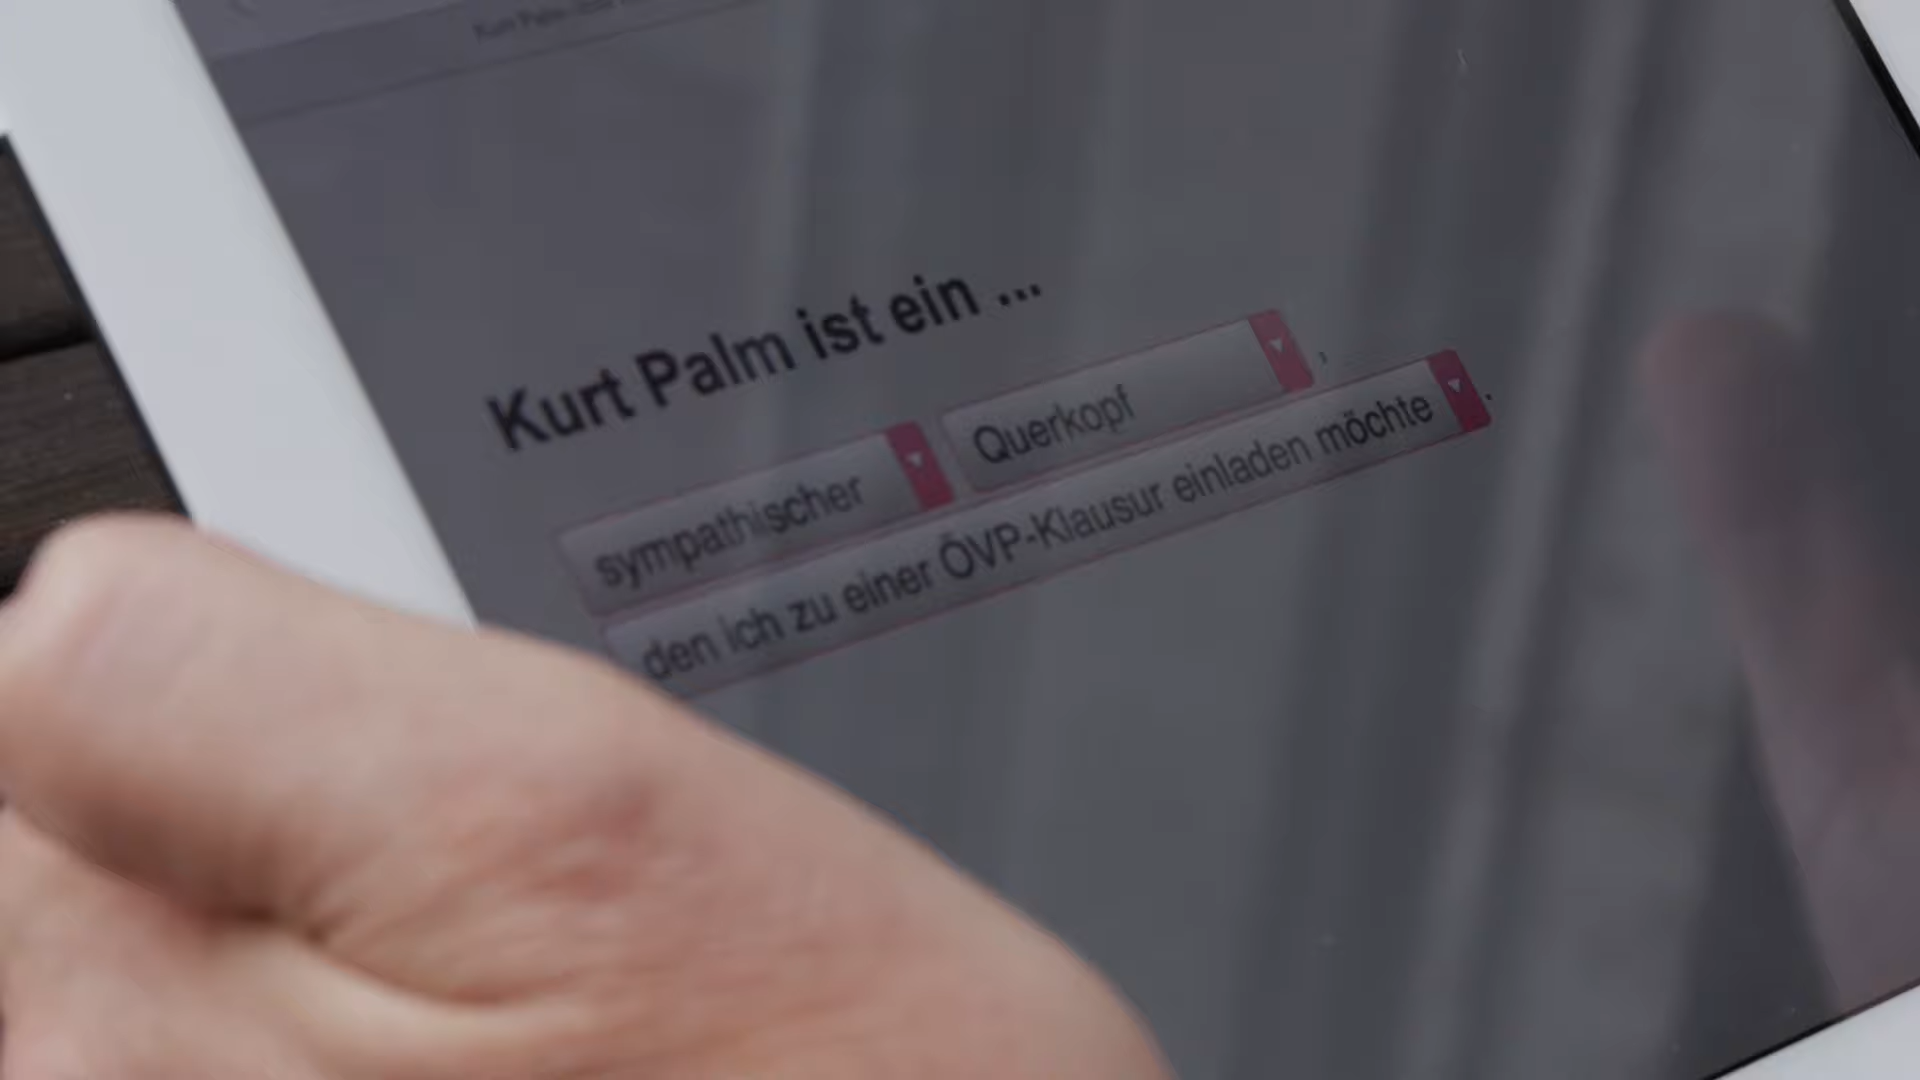 Kurt Palm ist ein ...
sympathischer Querkopf,
den ich zu einer ÖVP-Klausur einladen möchte.